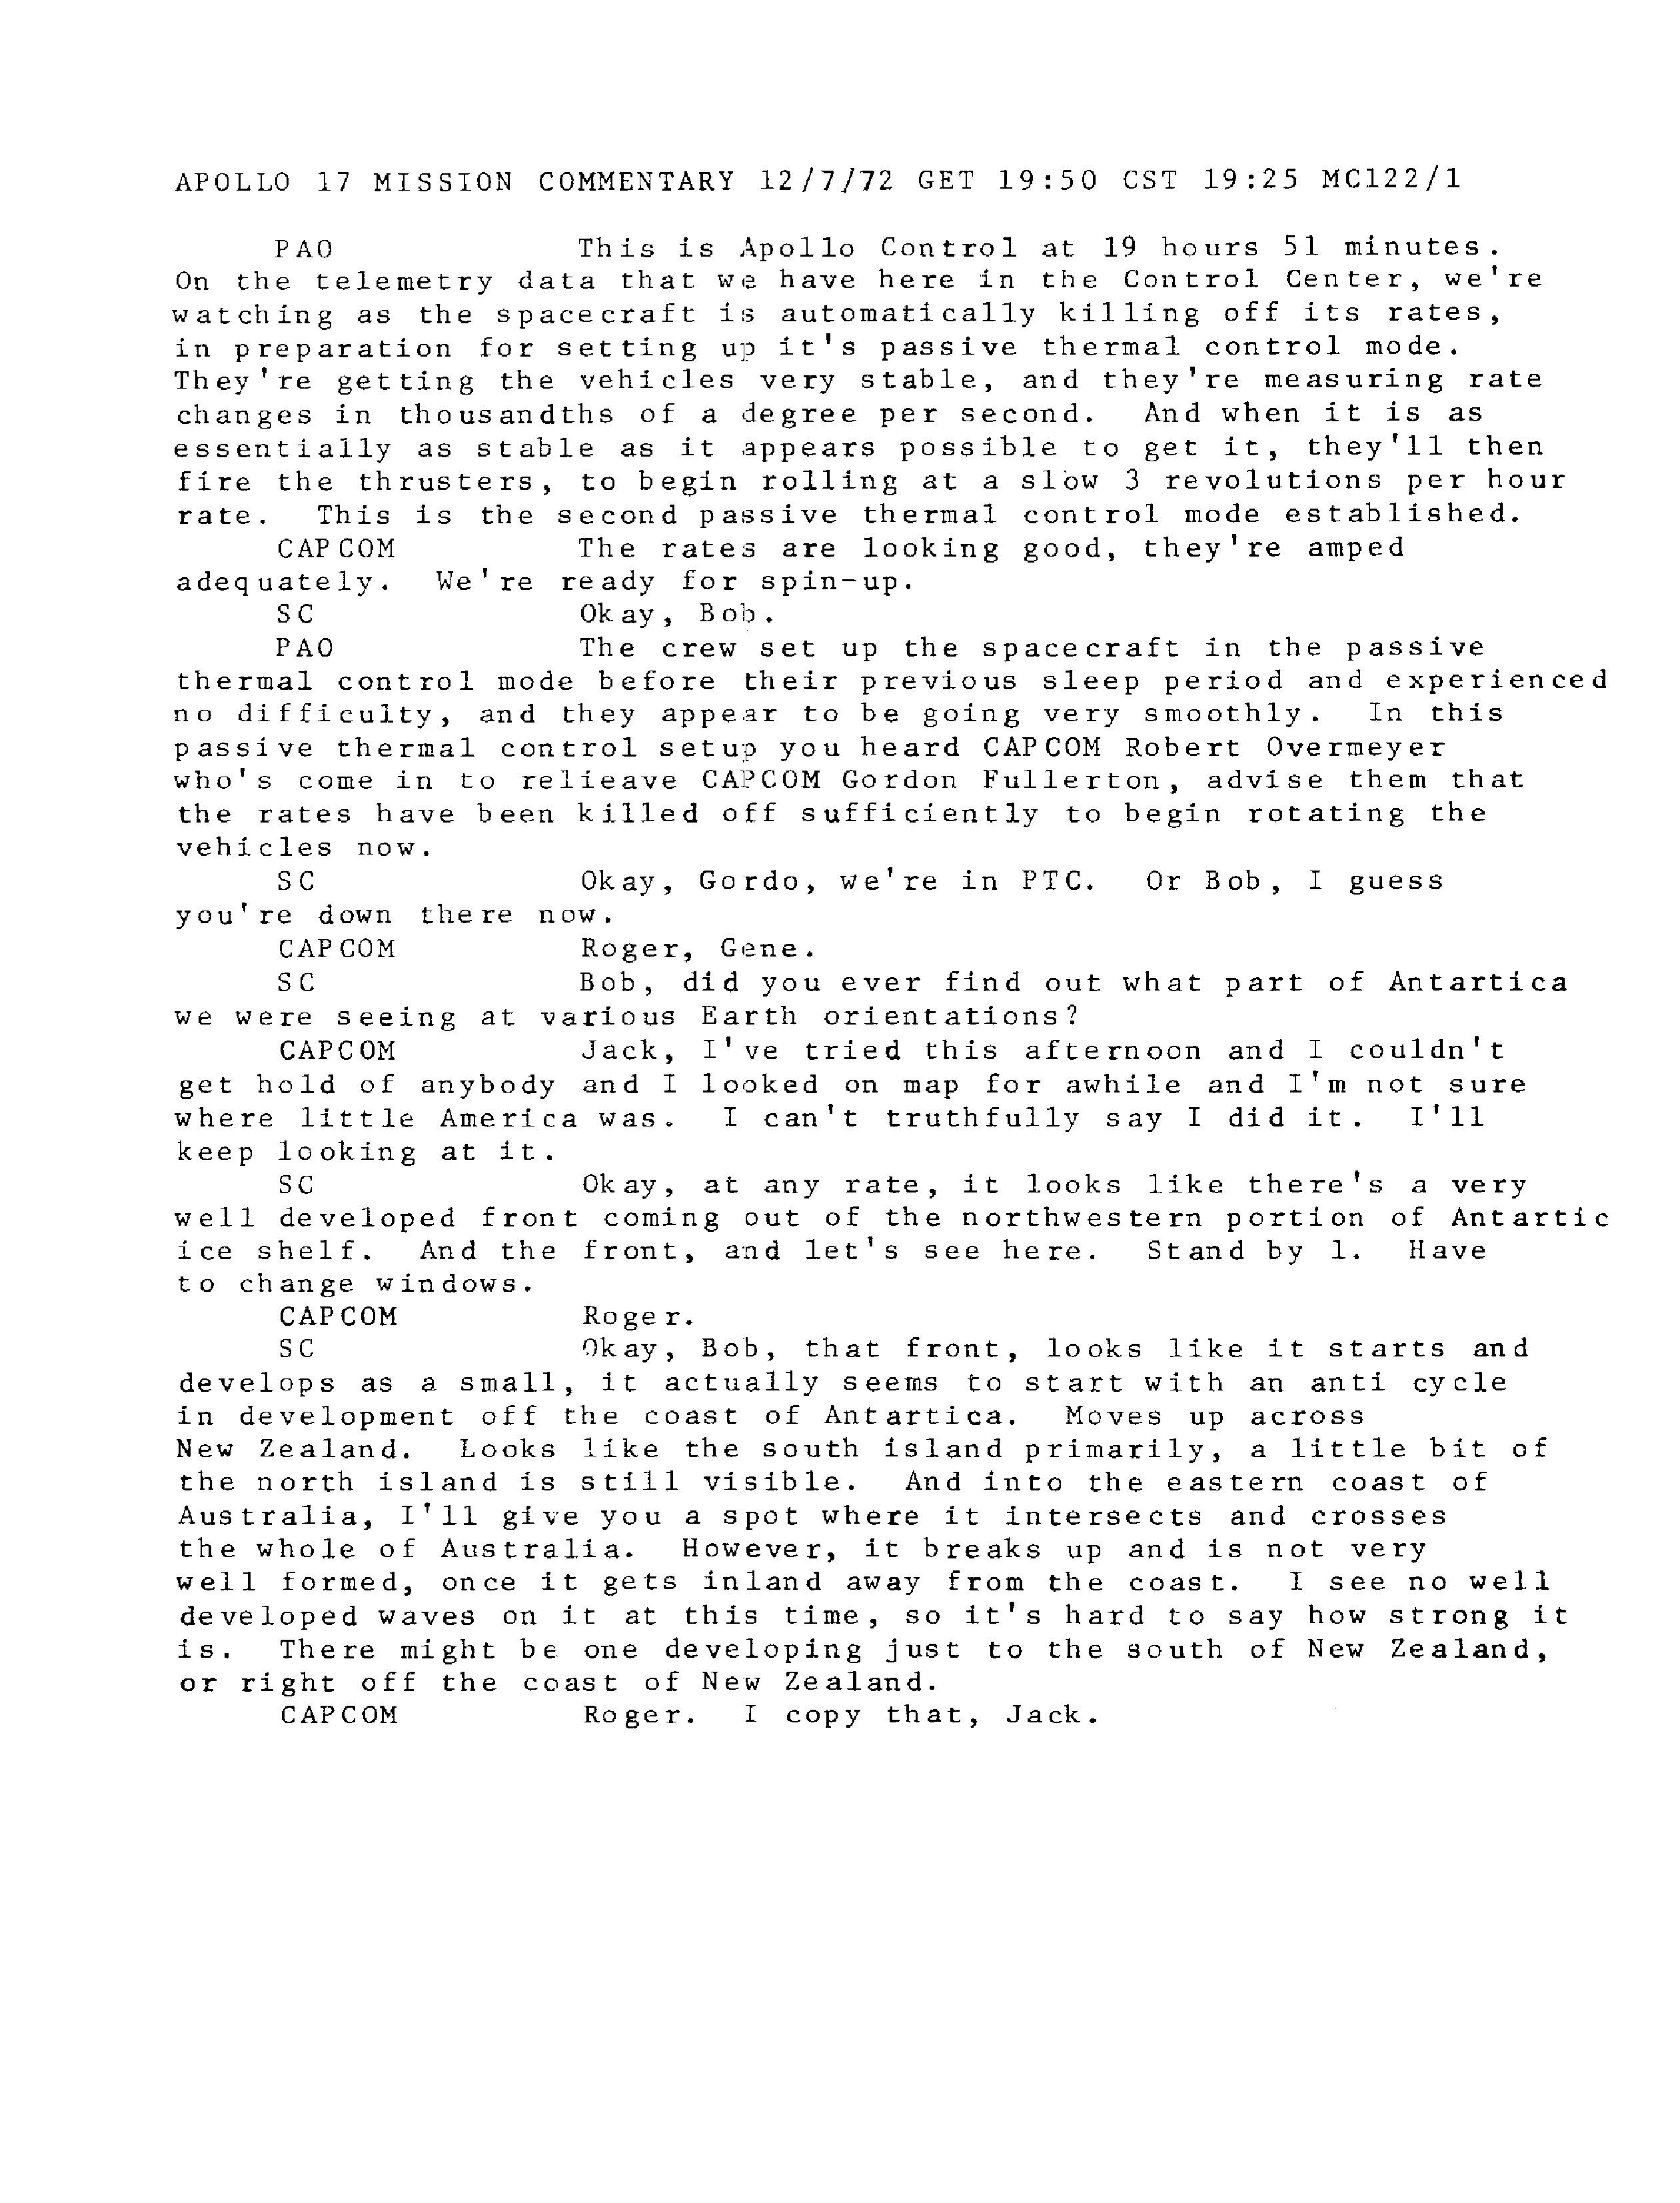 APOLLO 17 MISSION COMMENTARY 12/7/72 GET 19:50 CST 19:25 MC122/1
PAO This is Apollo Control at 19 hours 51 minutes.
On the telemetry data that we have here in the Control Center, we're
watching as the spacecraft is automatically killing off its rates,
in preparation for setting up it's passive thermal control mode.
They're getting the vehicles very stable, and they're measuring rate
changes in thousandths of a degree per second. And when it is as
essentially as stable as it appears possible to get it, they'll then
fire the thrusters, to begin rolling at a slow 3 revolutions per hour
rate. This is the second passive thermal control mode established.
CAPCOM The rates are looking good, they're amped
adequately. We're ready for spin-up.
SC Okay, Bob.
PAO The crew set up the spacecraft in the passive
thermal control mode before their previous sleep period and experienced
no difficulty, and they appear to be going very smoothly. In this
passive thermal control setup you heard CAPCOM Robert Overmeyer
who's come in to relieave CAPCOM Gordon Fullerton, advise them that
the rates have been killed off sufficiently to begin rotating the
vehicles now.
SC Okay, Gordo, we're in PTC. Or Bob, I guess
you're down there now.
CAPCOM Roger, Gene.
SC Bob, did you ever find out what part of Antartica
we were seeing at various Earth orientations?
CAPCOM Jack, I've tried this afternoon and I couldn't
get hold of anybody and I looked on map for awhile and I'm not sure
where little America was. I can't truthfully say I did it. I'll
keep looking at it.
SC Okay, at any rate, it looks like there's a very
well developed front coming out of the northwestern portion of Antartic
ice shelf. And the front, and let's see here. Stand by 1. Have
to change windows.
CAPCOM Roger.
SC Okay, Bob, that front, looks like it starts and
develops as a small, it actually seems to start with an anti cycle
in development off the coast of Antartica. Moves up across
New Zealand. Looks like the south island primarily, a little bit of
the north island is still visible. And into the eastern coast of
Australia, I'll give you a spot where it intersects and crosses
the whole of Australia. However, it breaks up and is not very
well formed, once it gets inland away from the coast. I see no well
developed waves on it at this time, so it's hard to say how strong it
is. There might be one developing just to the south of New Zealand,
or right off the coast of New Zealand.
CAPCOM Roger. I copy that, Jack.